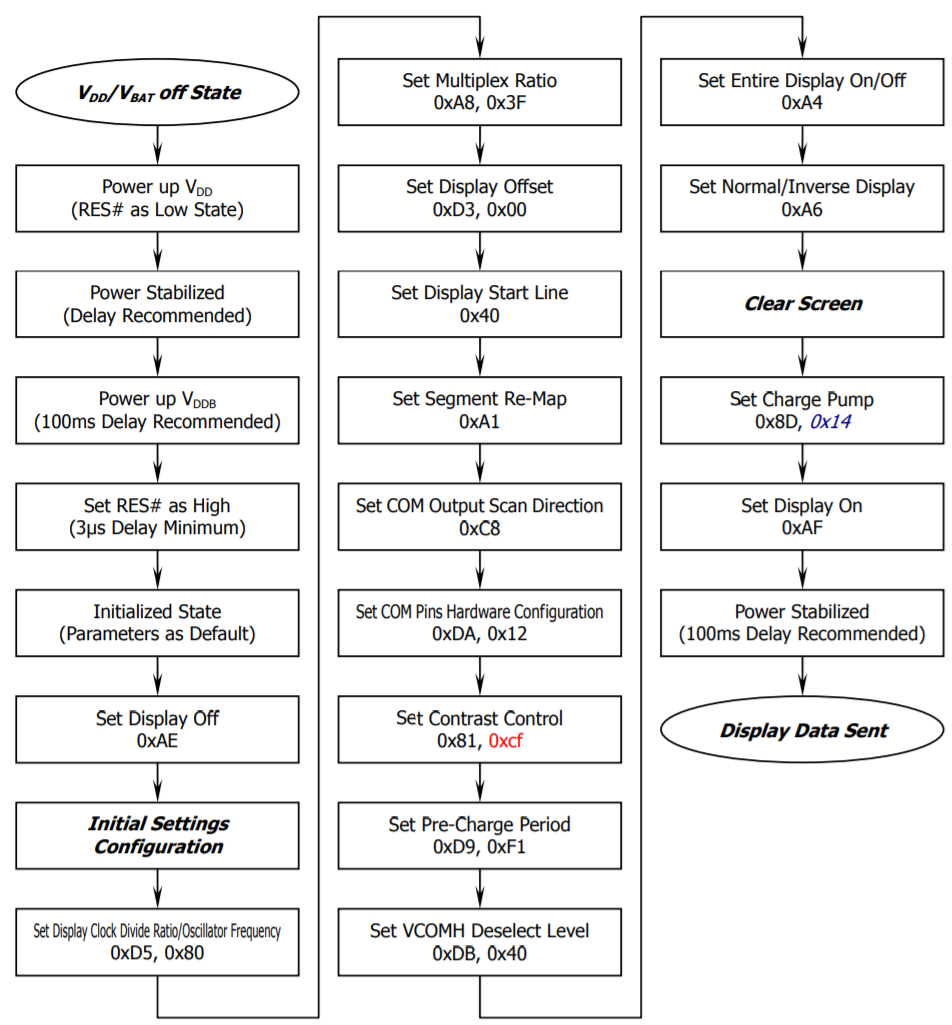 VDD/VBAT off State
Power up VDD
(RES# as Low State)
Power Stabilized
(Delay Recommended)
Power up VDDB
(100ms Delay Recommended)
Set RES# as High
(3μs Delay Minimum)
Initialized State
(Parameters as Default)
Set Display Off
0xAE
Initial Settings
Configuration
Set Display Clock Divide Ratio/Oscillator Frequency
0xD5, 0x80
Set Multiplex Ratio
0xA8, 0x3F
Set Display Offset
0xD3, 0x00
Set Display Start Line
0x40
Set Segment Re-Map
0xA1
Set COM Output Scan Direction
0xC8
Set COM Pins Hardware Configuration
0xDA, 0x12
Set Contrast Control
0x81, 0xcf
Set Pre-Charge Period
0xD9, 0xF1
Set VCOMH Deselect Level
0xDB, 0x40
Set Entire Display On/Off
0xA4
Set Normal/Inverse Display
0xA6
Clear Screen
Set Charge Pump
0x8D, 0x14
Set Display On
0xAF
Power Stabilized
(100ms Delay Recommended)
Display Data Sent